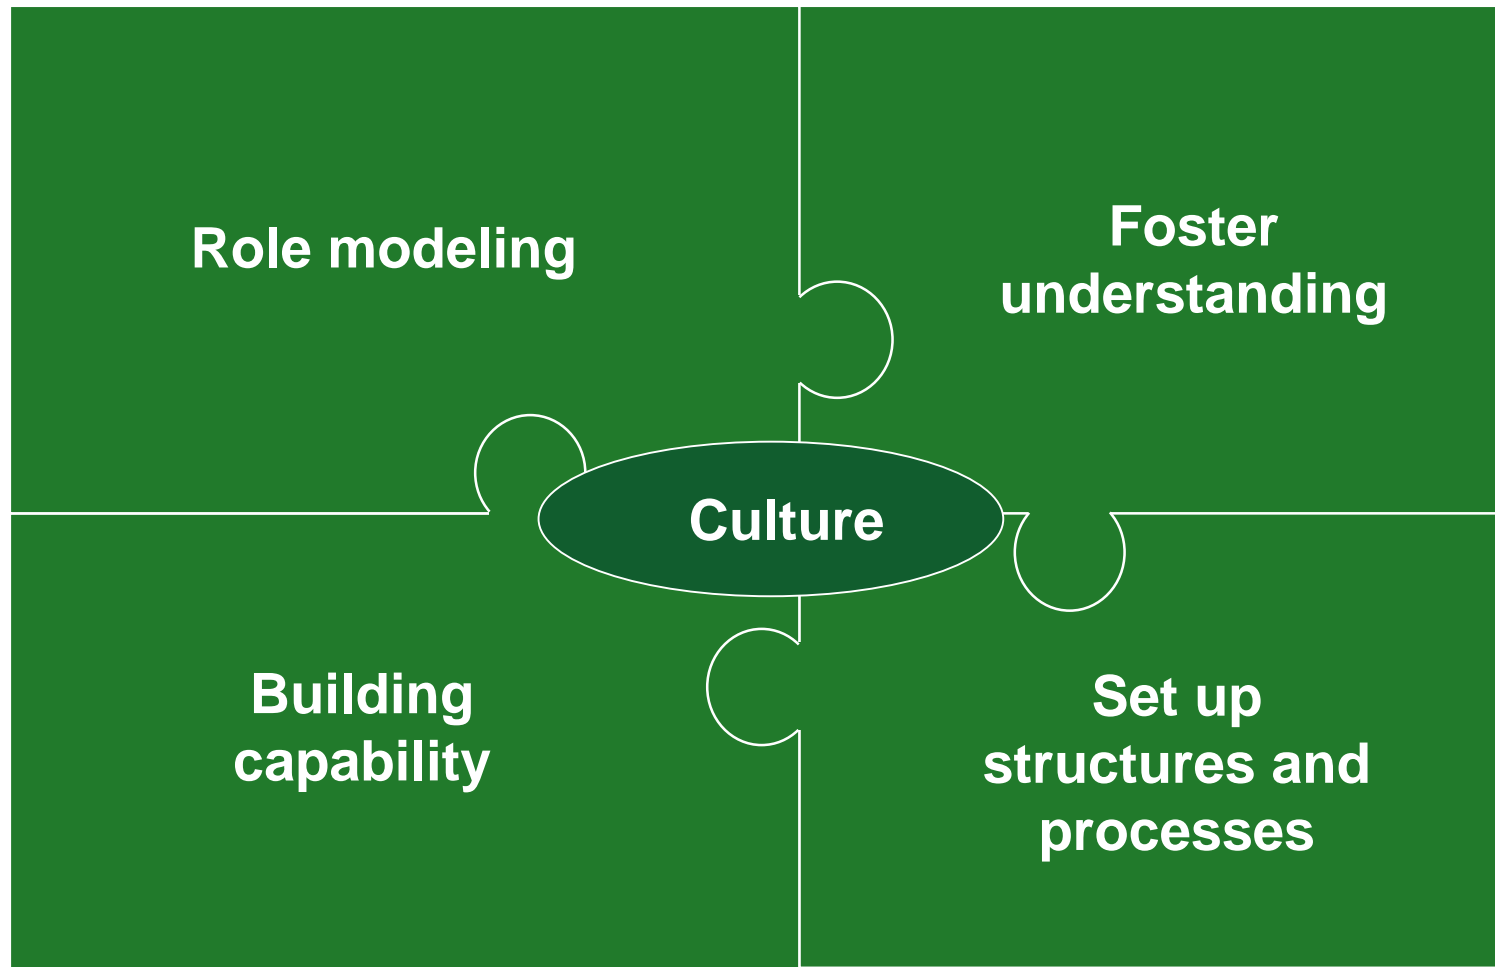 Role modeling
Foster
understanding
Culture
Building
capability
Set up
structures and
processes